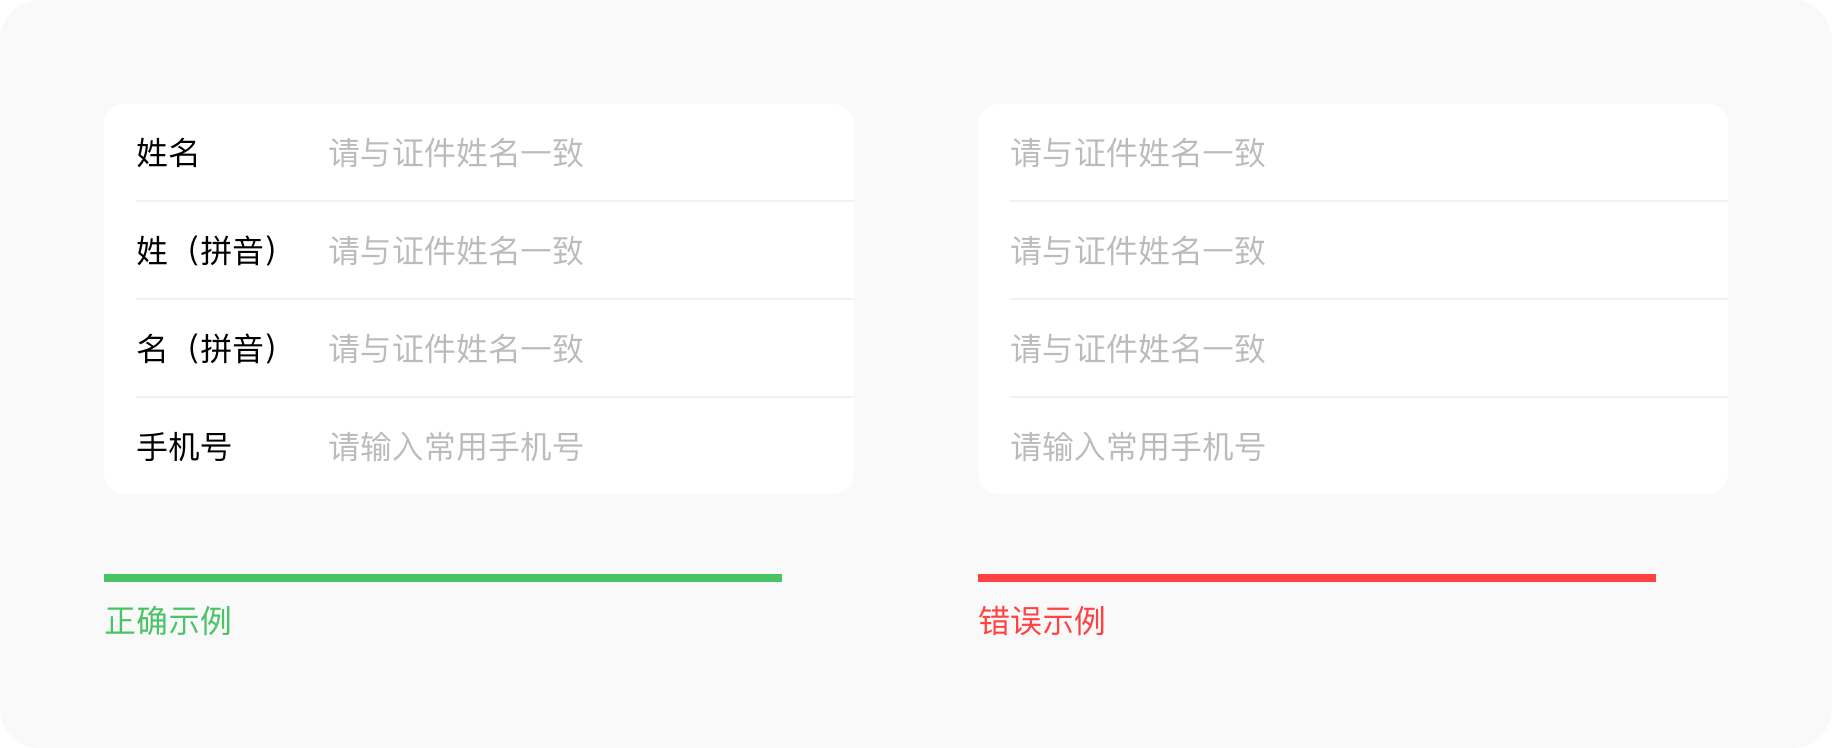 姓名 请与证件姓名一致
姓（拼音） 请与证件姓名一致
名（拼音） 请与证件姓名一致
手机号 请输入常用手机号
正确示例
请与证件姓名一致
请与证件姓名一致
请与证件姓名一致
请输入常用手机号
错误示例